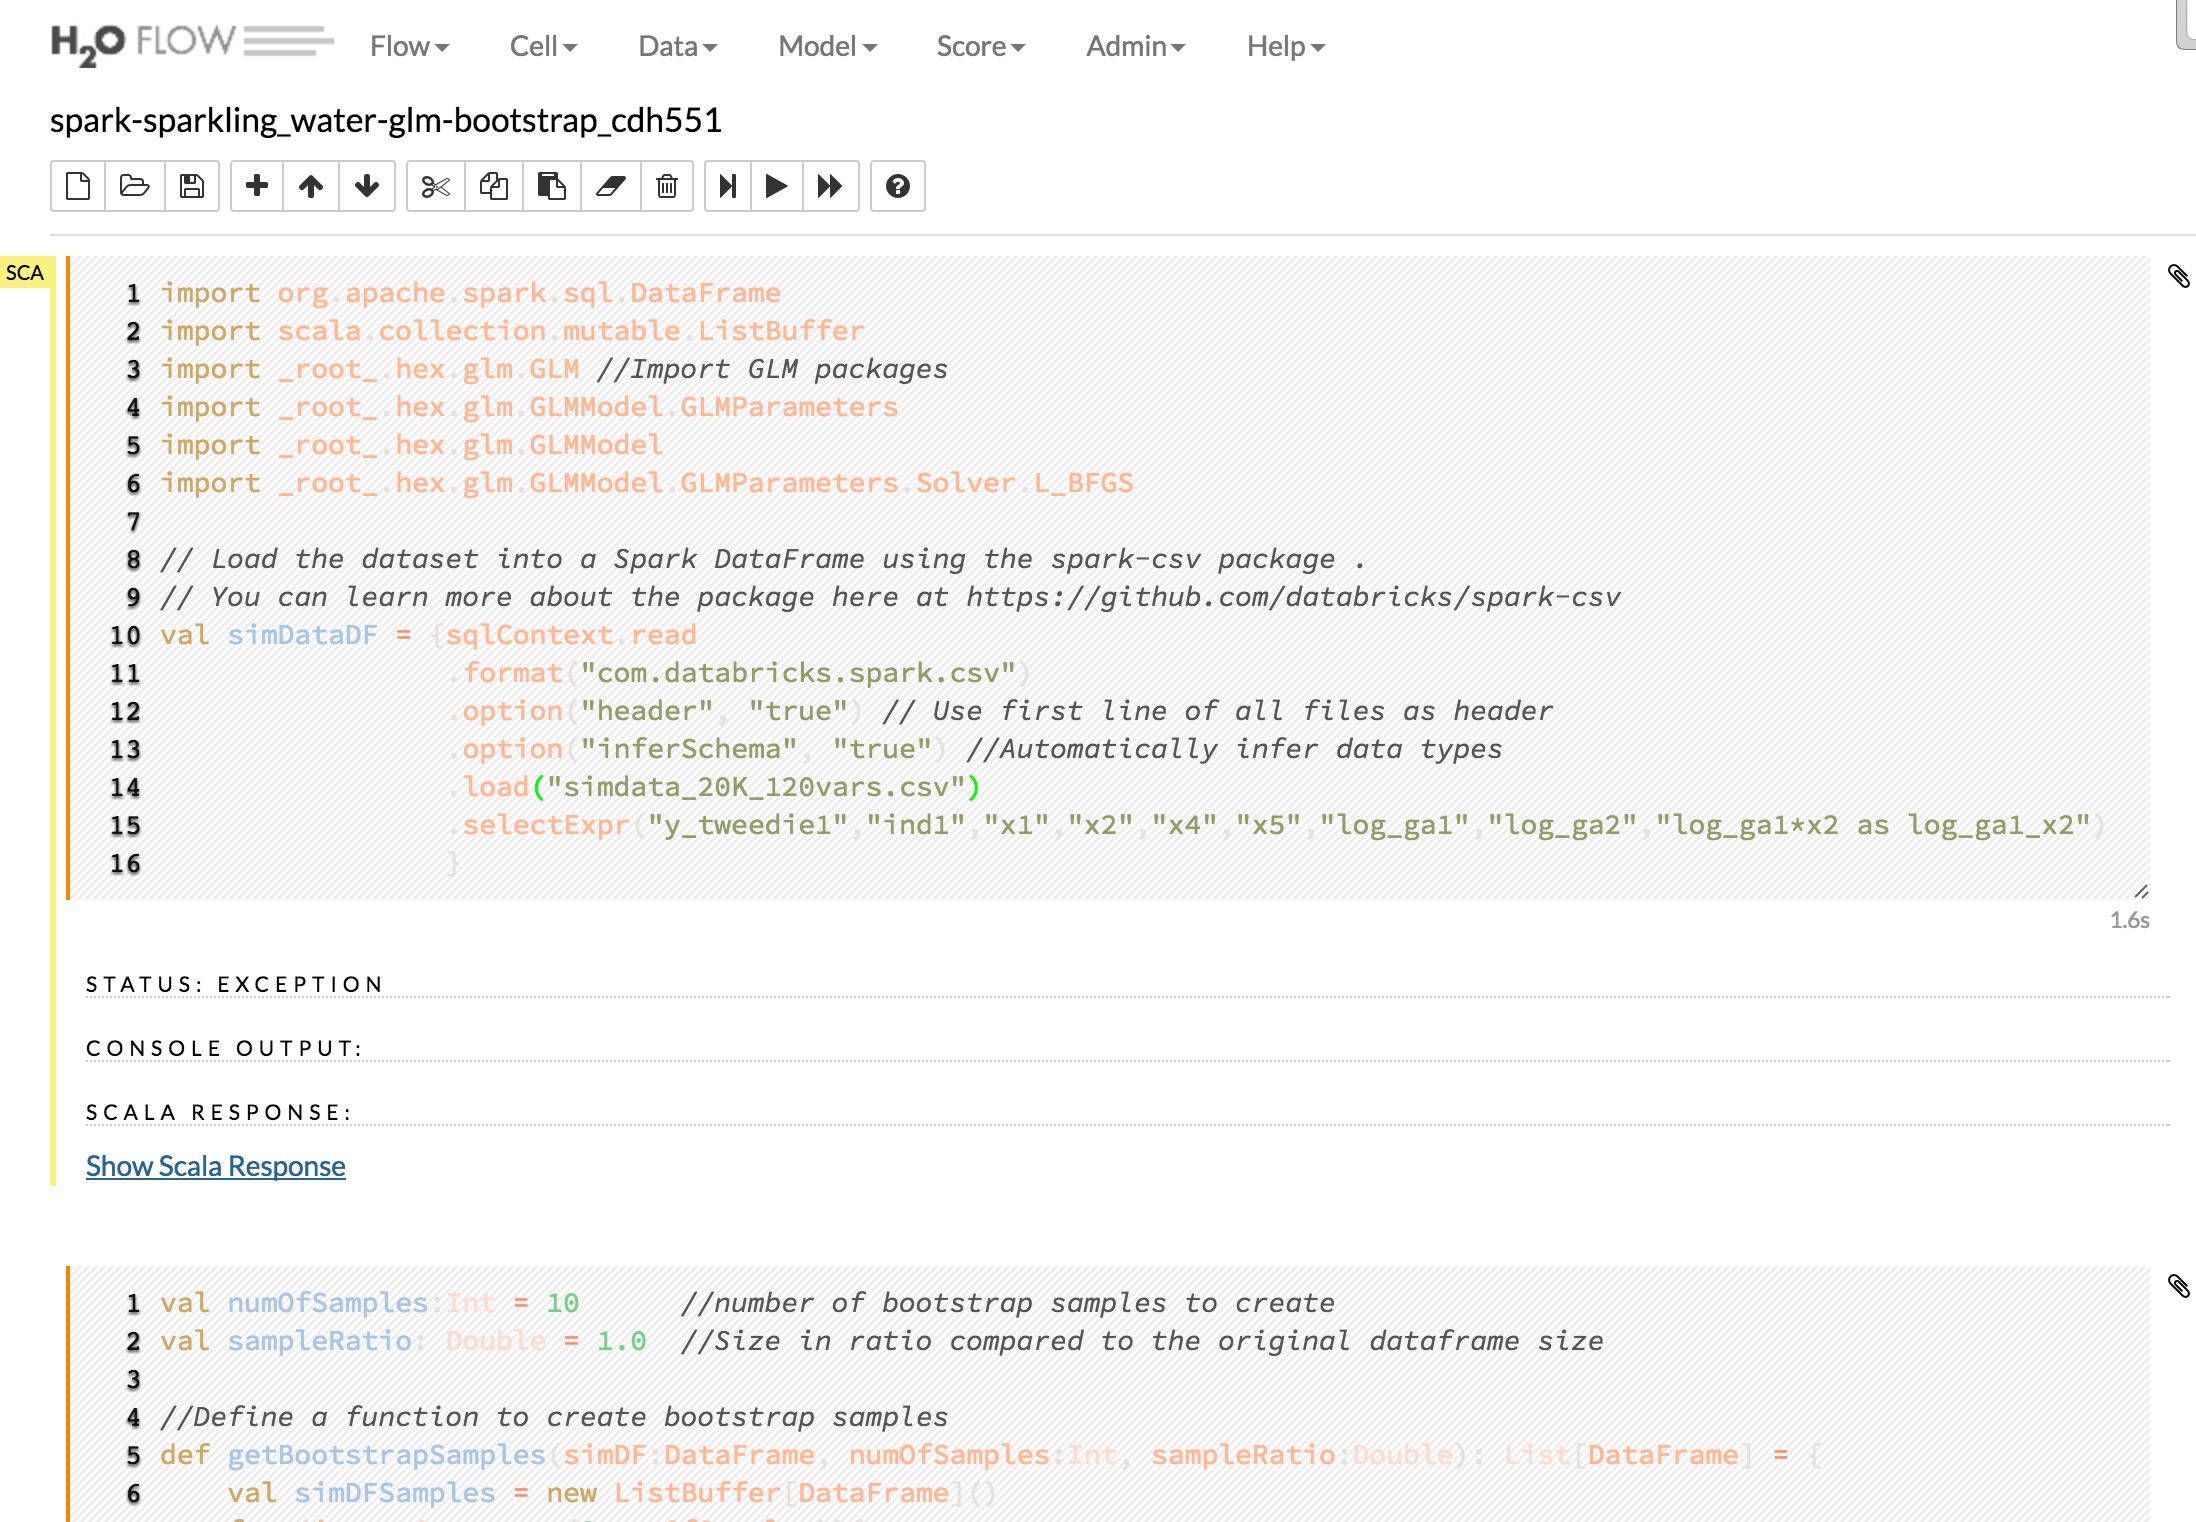 H2O FLOW Flow Cell Data Model Score Admin Help
spark-sparkling_water-glm-bootstrap_cdh551
SCA
1 import org.apache.spark.sql.DataFrame
2 import scala.collection.mutable.ListBuffer
3 import _root_.hex.glm.GLM //Import GLM packages
4 import _root_.hex.glm.GLMModel.GLMParameters
5 import _root_.hex.glm.GLMModel
6 import _root_.hex.glm.GLMModel.GLMParameters.Solver.L_BFGS
7
8 // Load the dataset into a Spark DataFrame using the spark-csv package .
9 // You can learn more about the package here at https://github.com/databricks/spark-csv
10 val simDataDF = {sqlContext.read
11 .format("com.databricks.spark.csv")
12 .option("header", "true") // Use first line of all files as header
13 .option("inferSchema", "true") //Automatically infer data types
14 .load("simdata_20K_120vars.csv")
15 .selectExpr("y_tweedie1","ind1","x1","x2","x4","x5","log_ga1","log_ga2","log_ga1*x2 as log_ga1_x2")
16 }
1.6s
STATUS: EXCEPTION
CONSOLE OUTPUT:
SCALA RESPONSE:
Show Scala Response
1 val numOfSamples:Int = 10 //number of bootstrap samples to create
2 val sampleRatio: Double = 1.0 //Size in ratio compared to the original dataframe size
3
4 //Define a function to create bootstrap samples
5 def getBootstrapSamples(simDF:DataFrame, numOfSamples:Int, sampleRatio:Double): List[DataFrame] = {
6 val simDFSamples = new ListBuffer[DataFrame]()